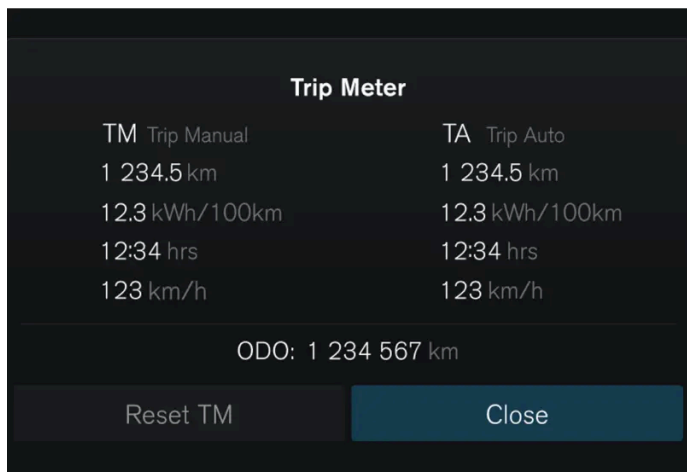 Trip Meter
TM Trip Manual
1 234.5 km
12.3 kWh/100km
12:34 hrs
123 km/h
TA Trip Auto
1 234.5 km
12.3 kWh/100km
12:34 hrs
123 km/h
ODO: 1 234 567 km
Reset TM
Close